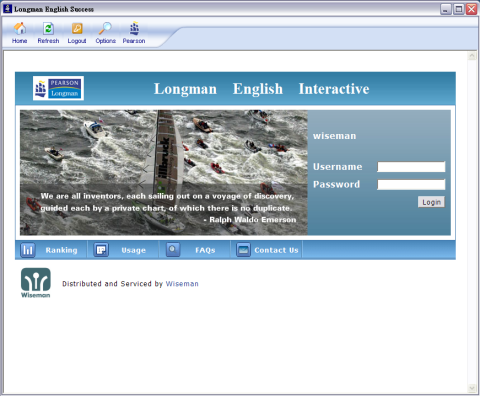 Longman English Success
Home Refresh Logout Options Pearson
PEARSON
Longman
Longman English Interactive
illbruck
wiseman
Username
Password
Login
We are all inventors, each sailing out on a voyage of discovery,
guided each by a private chart, of which there is no duplicate.
- Ralph Waldo Emerson
Ranking Usage FAQs Contact Us
Wiseman
Distributed and Serviced by Wiseman